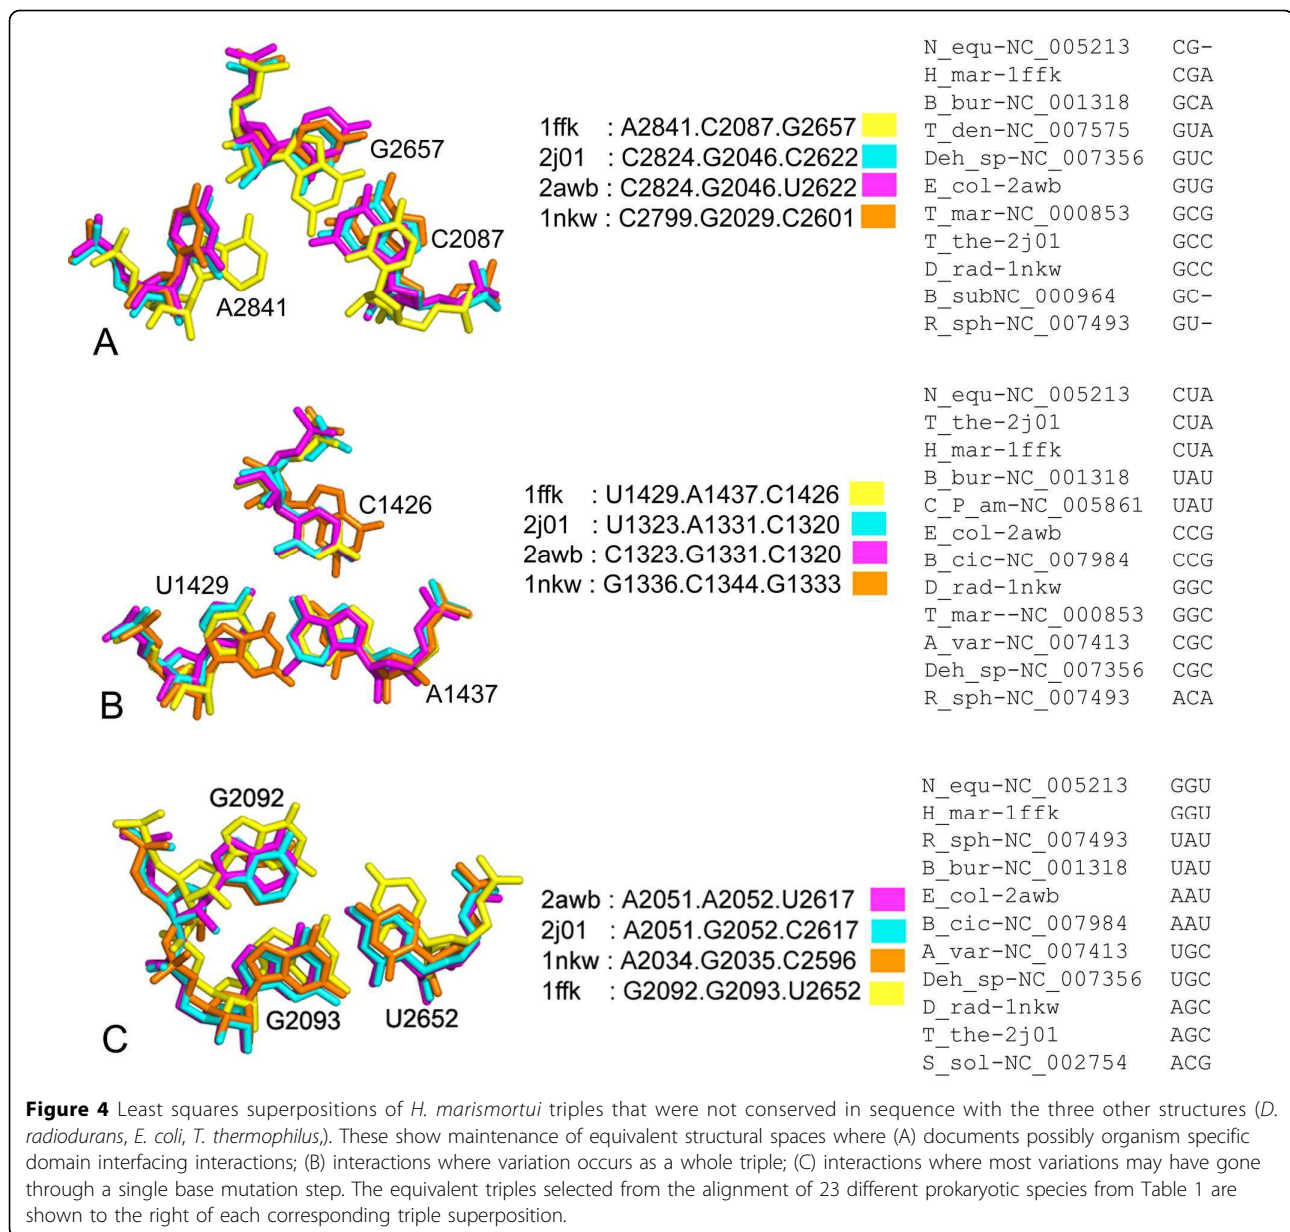 G2657
C2087
A2841
A
1ffk : A2841.C2087.G2657
2j01 : C2824.G2046.C2622
2awb : C2824.G2046.U2622
1nkw : C2799.G2029.C2601
N_equ-NC_005213 CG-
H_mar-1ffk CGA
B_bur-NC_001318 GCA
T_den-NC_007575 GUA
Deh_sp-NC_007356 GUC
E_col-2awb GUG
T_mar-NC_000853 GCG
T_the-2j01 GCC
D_rad-1nkw GCC
B_subNC_000964 GC-
R_sph-NC_007493 GU-
C1426
U1429
A1437
B
1ffk : U1429.A1437.C1426
2j01 : U1323.A1331.C1320
2awb : C1323.G1331.C1320
1nkw : G1336.C1344.G1333
N_equ-NC_005213 CUA
T_the-2j01 CUA
H_mar-1ffk CUA
B_bur-NC_001318 UAU
C_P_am-NC_005861 UAU
E_col-2awb CCG
B_cic-NC_007984 CCG
D_rad-1nkw GGC
T_mar--NC_000853 GGC
A_var-NC_007413 CGC
Deh_sp-NC_007356 CGC
R_sph-NC_007493 ACA
G2092
G2093
U2652
C
2awb : A2051.A2052.U2617
2j01 : A2051.G2052.C2617
1nkw : A2034.G2035.C2596
1ffk : G2092.G2093.U2652
N_equ-NC_005213 GGU
H_mar-1ffk GGU
R_sph-NC_007493 UAU
B_bur-NC_001318 UAU
E_col-2awb AAU
B_cic-NC_007984 AAU
A_var-NC_007413 UGC
Deh_sp-NC_007356 UGC
D_rad-1nkw AGC
T_the-2j01 AGC
S_sol-NC_002754 ACG
Figure 4 Least squares superpositions of H. marismortui triples that were not conserved in sequence with the three other structures (D.
radiodurans, E. coli, T. thermophilus,). These show maintenance of equivalent structural spaces where (A) documents possibly organism specific
domain interfacing interactions; (B) interactions where variation occurs as a whole triple; (C) interactions where most variations may have gone
through a single base mutation step. The equivalent triples selected from the alignment of 23 different prokaryotic species from Table 1 are
shown to the right of each corresponding triple superposition.